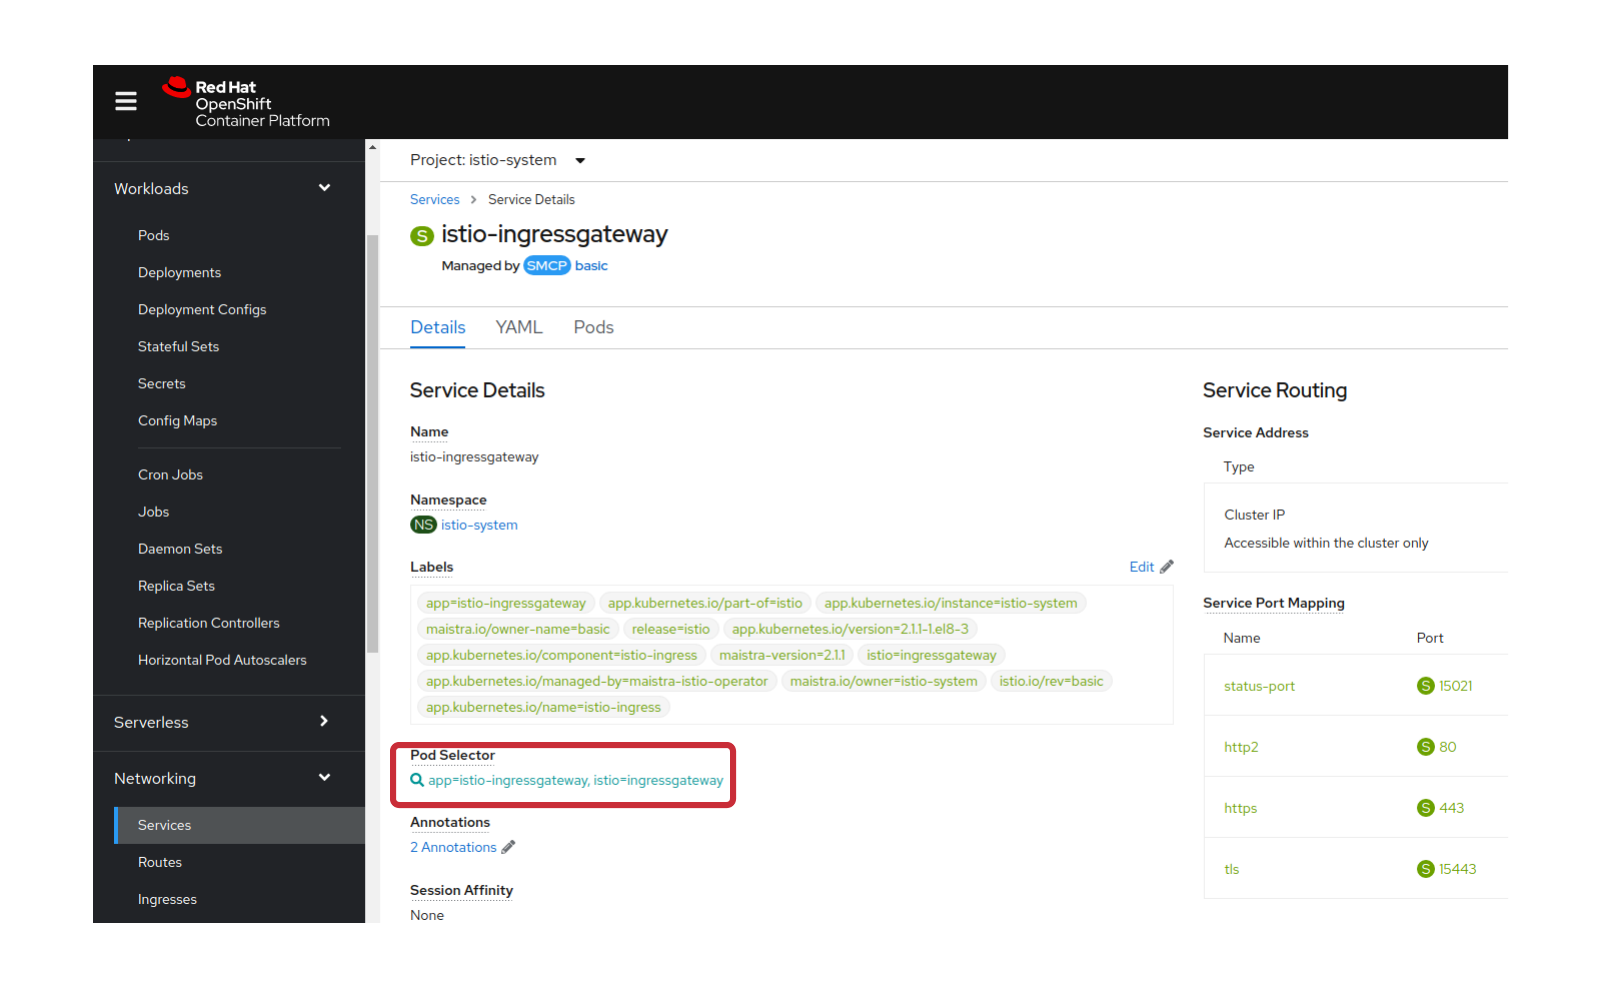 Red Hat
OpenShift
Container Platform
Workloads
Pods
Deployments
Deployment Configs
Stateful Sets
Secrets
Config Maps
Cron Jobs
Jobs
Daemon Sets
Replica Sets
Replication Controllers
Horizontal Pod Autoscalers
Serverless
Networking
Services
Routes
Ingresses
Project: istio-system
Services > Service Details
S istio-ingressgateway
Managed by SMCP basic
Details YAML Pods
Service Details
Name
istio-ingressgateway
Namespace
NS istio-system
Labels Edit
app=istio-ingressgateway app.kubernetes.io/part-of=istio app.kubernetes.io/instance=istio-system
maistra.io/owner-name=basic release=istio app.kubernetes.io/version=2.1.1-1.el8-3
app.kubernetes.io/component=istio-ingress maistra-version=2.1.1 istio=ingressgateway
app.kubernetes.io/managed-by=maistra-istio-operator maistra.io/owner=istio-system istio.io/rev=basic
app.kubernetes.io/name=istio-ingress
Pod Selector
app=istio-ingressgateway, istio=ingressgateway
Annotations
2 Annotations
Session Affinity
None
Service Routing
Service Address
Type
Cluster IP
Accessible within the cluster only
Service Port Mapping
Name Port
status-port S 15021
http2 S 80
https S 443
tls S 15443